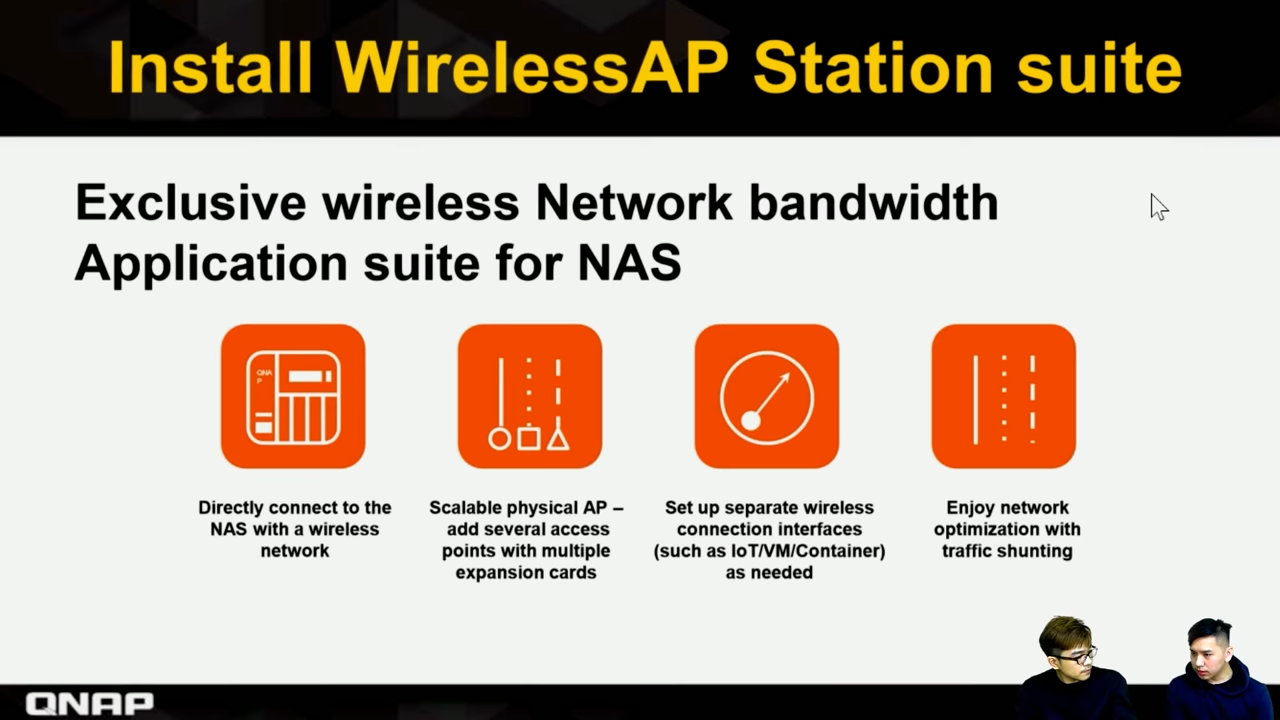 Install WirelessAP Station suite
Exclusive wireless Network bandwidth
Application suite for NAS
QNA
P
Directly connect to the
NAS with a wireless
network
Scalable physical AP –
add several access
points with multiple
expansion cards
Set up separate wireless
connection interfaces
(such as IoT/VM/Container)
as needed
Enjoy network
optimization with
traffic shunting
QNAP